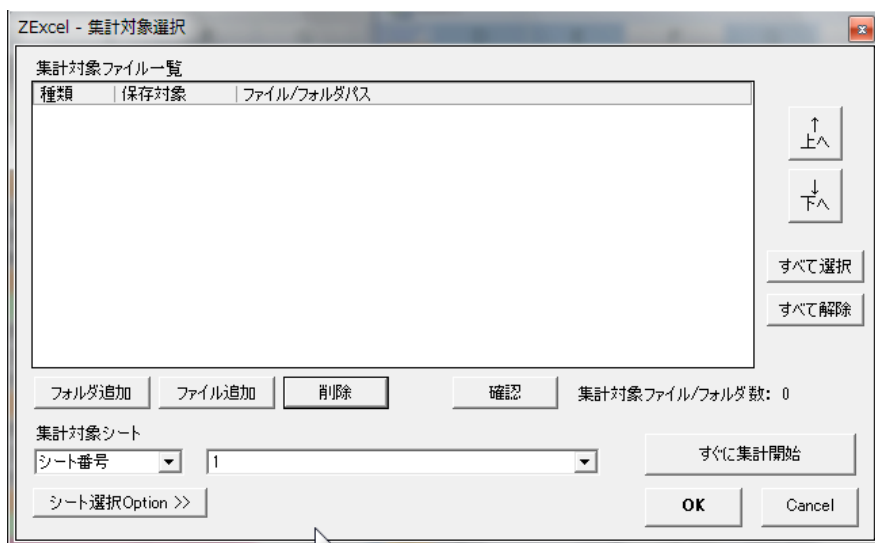 ZExcel - 集計対象選択
集計対象ファイル一覧
種類 保存対象 ファイル/フォルダパス
↑
上へ
↓
下へ
すべて選択
すべて解除
フォルダ追加 ファイル追加 削除 確認 集計対象ファイル/フォルダ数: 0
集計対象シート
シート番号 1 すぐに集計開始
シート選択Option >> OK Cancel